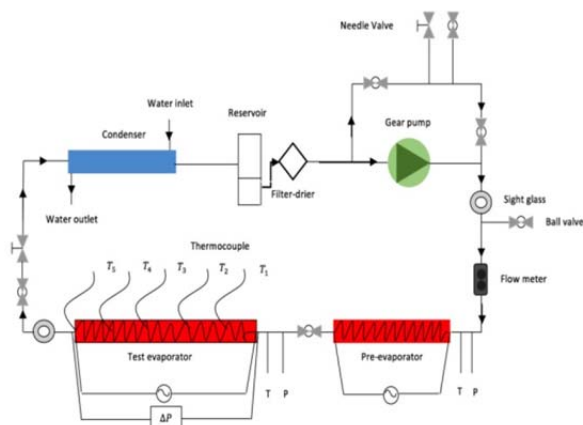 Needle Valve
Water inlet
Reservoir
Condenser
Gear pump
Filter-drier
Sight glass
Water outlet
Ball valve
Thermocouple
T5 T4 T3 T2 T1
Flow meter
Test evaporator
Pre-evaporator
T P
T P
ΔP